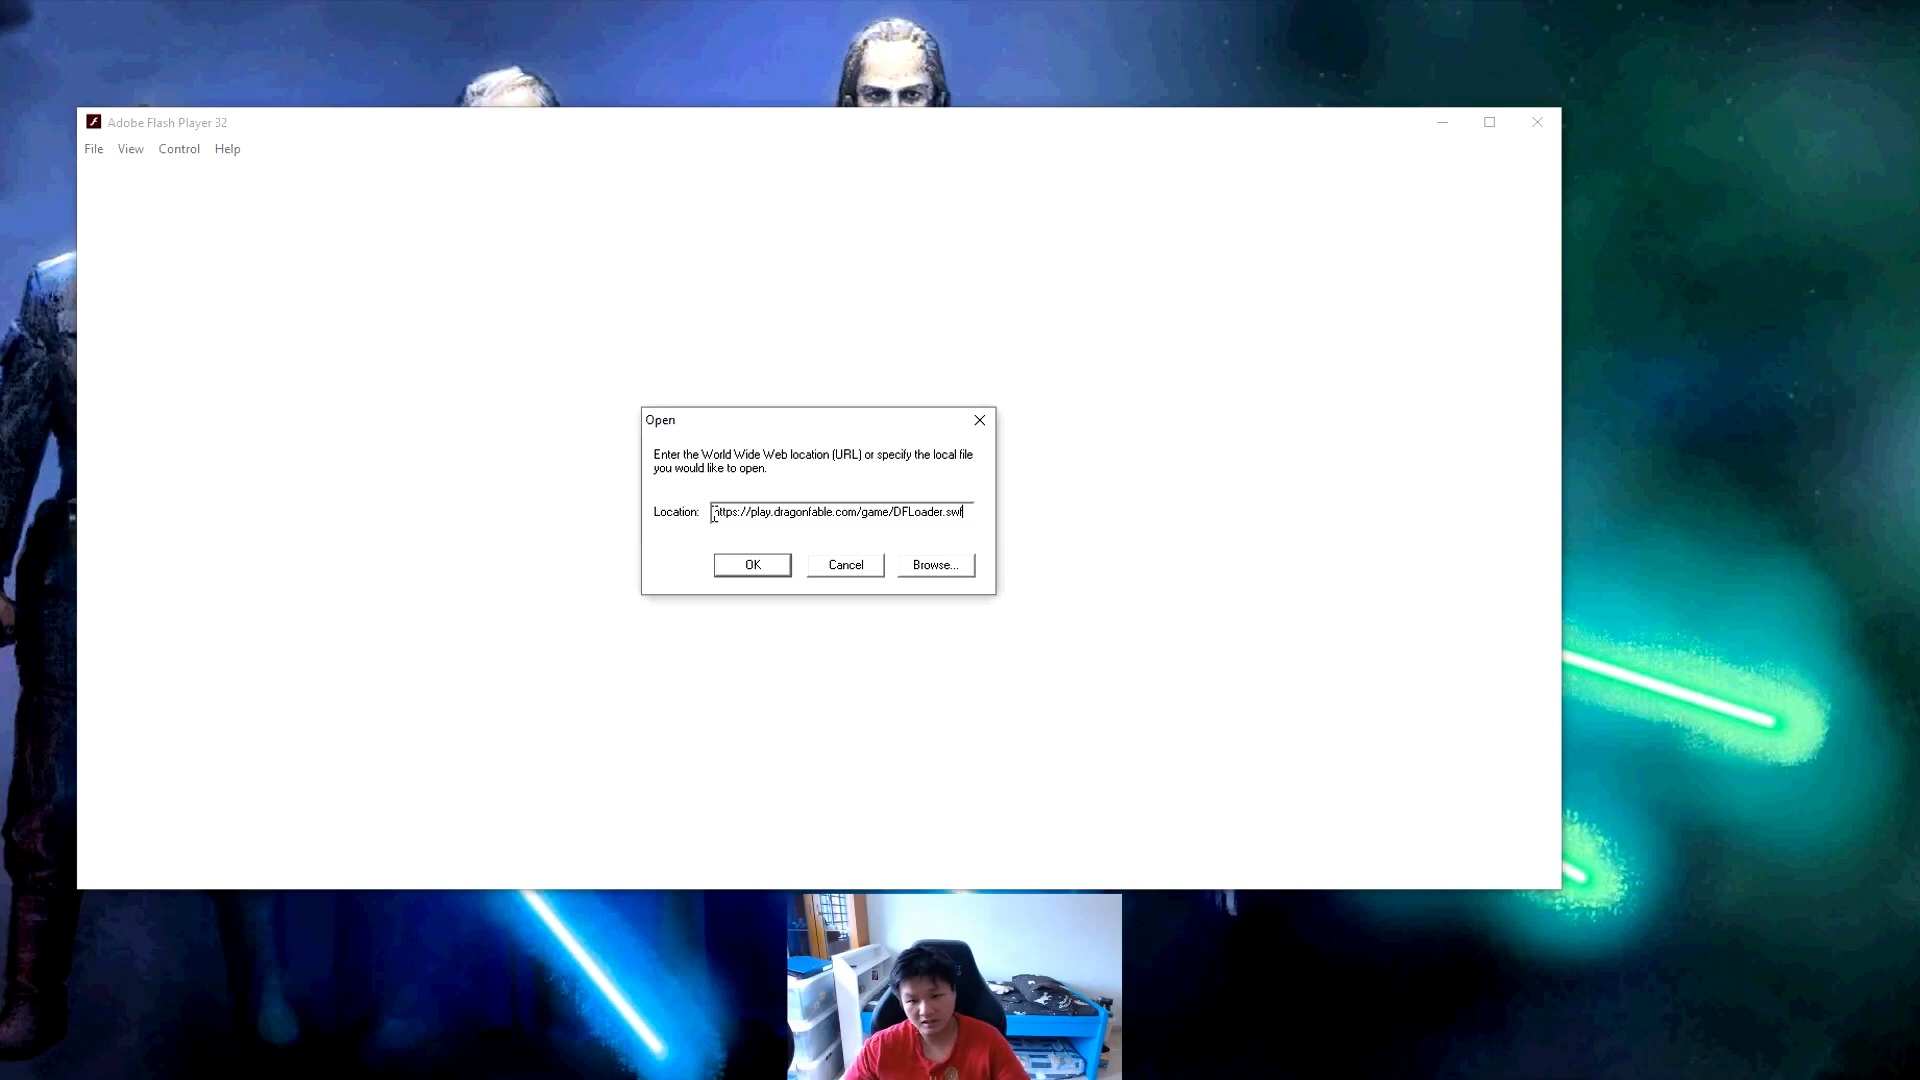 Adobe Flash Player 32
File View Control Help
Open
Enter the World Wide Web location (URL) or specify the local file
you would like to open.
Location: https://play.dragonfable.com/game/DFLoader.swf
OK Cancel Browse...